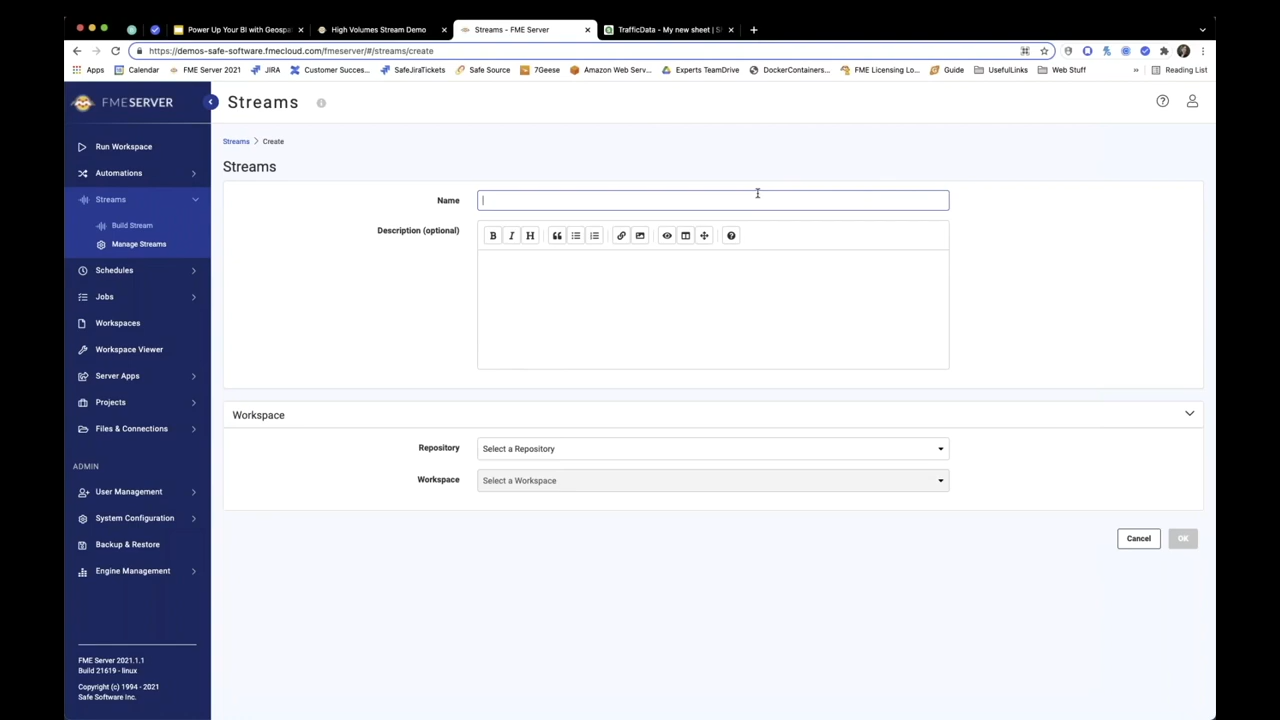 Power Up Your BI with Geospa
High Volumes Stream Demo
Streams - FME Server
TrafficData - My new sheet | S
https://demos-safe-software.fmecloud.com/fmeserver/#/streams/create
Apps
Calendar
FME Server 2021
JIRA
Customer Succes...
SafeJiraTickets
Safe Source
7Geese
Amazon Web Serv...
Experts TeamDrive
DockerContainers...
FME Licensing Lo...
Guide
UsefulLinks
Web Stuff
»
Reading List
FMESERVER
Streams
Run Workspace
Automations
Streams
Build Stream
Manage Streams
Schedules
Jobs
Workspaces
Workspace Viewer
Server Apps
Projects
Files & Connections
ADMIN
User Management
System Configuration
Backup & Restore
Engine Management
FME Server 2021.1.1
Build 21619 - linux
Copyright (c) 1994 - 2021
Safe Software Inc.
Streams > Create
Streams
Name
Description (optional)
B I H
Workspace
Repository
Select a Repository
Workspace
Select a Workspace
Cancel
OK